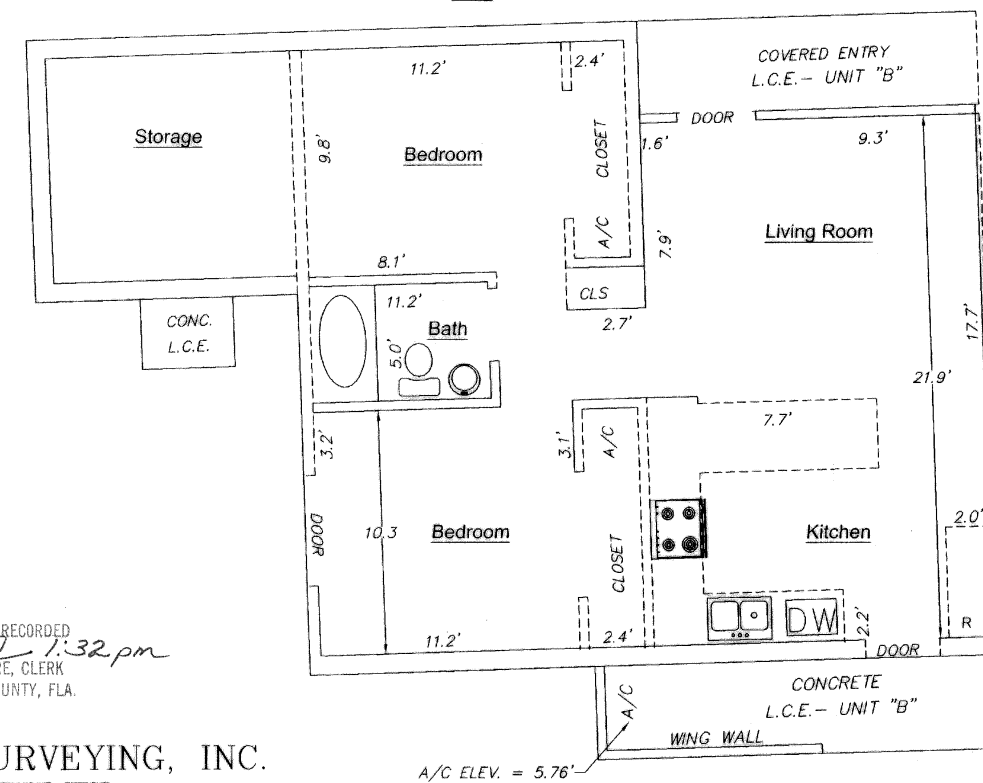 COVERED ENTRY
L.C.E.- UNIT "B"
11.2'
2.4'
DOOR
Storage
9.8'
Bedroom
CLOSET
1.6'
9.3'
A/C
7.9'
Living Room
8.1'
CLS
11.2'
CONC.
L.C.E.
Bath
5.0'
2.7'
17.7'
21.9'
3.2'
3.1'
A/C
7.7'
DOOR
10.3
Bedroom
CLOSET
Kitchen
2.0'
DW
2.2'
R
11.2'
2.4'
DOOR
RECORDED
1:32 pm
RE, CLERK
OUNTY, FLA.
A/C
CONCRETE
L.C.E.- UNIT "B"
WING WALL
URVEYING, INC.
A/C ELEV. = 5.76'